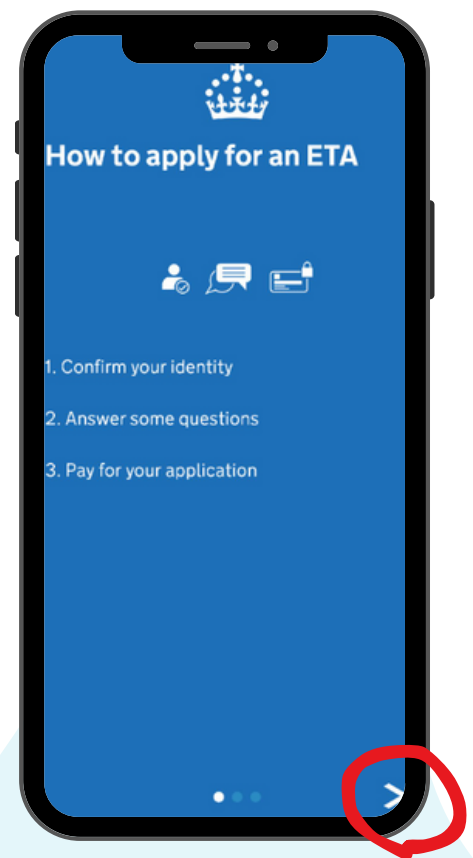 How to apply for an ETA
1. Confirm your identity
2. Answer some questions
3. Pay for your application